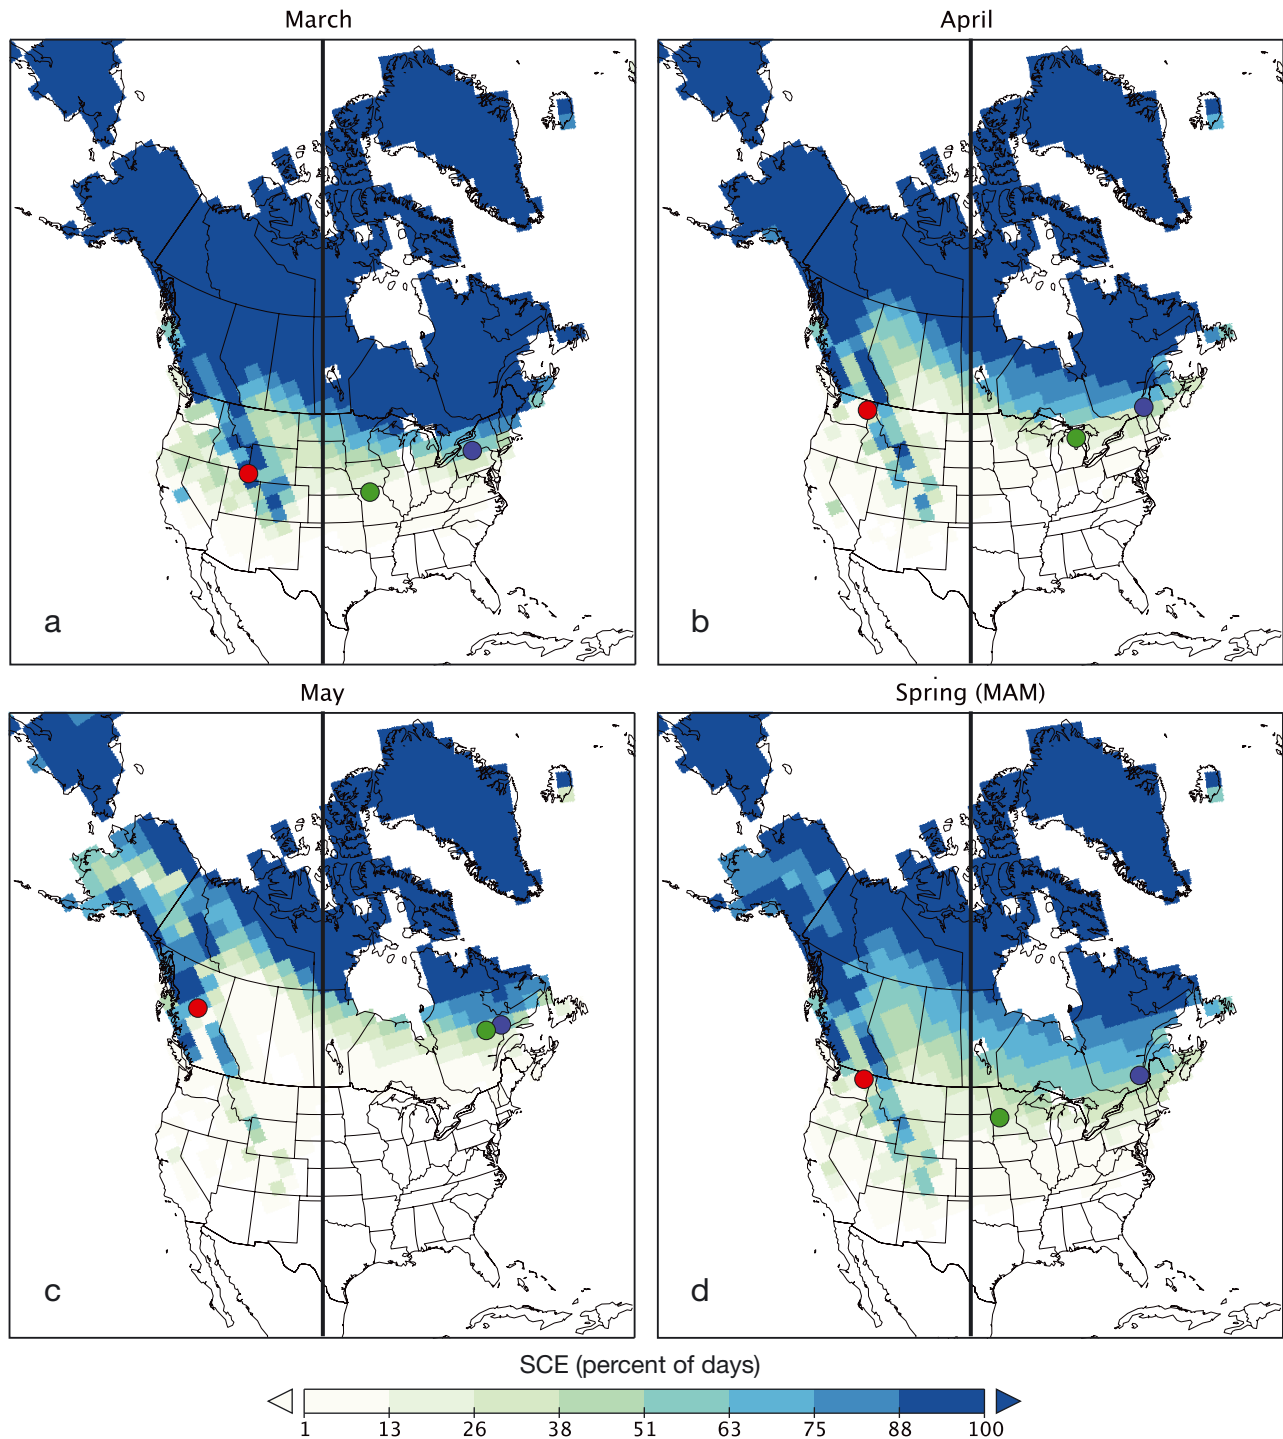 March
April
a
b
May
Spring (MAM)
c
d
SCE (percent of days)
1 13 26 38 51 63 75 88 100